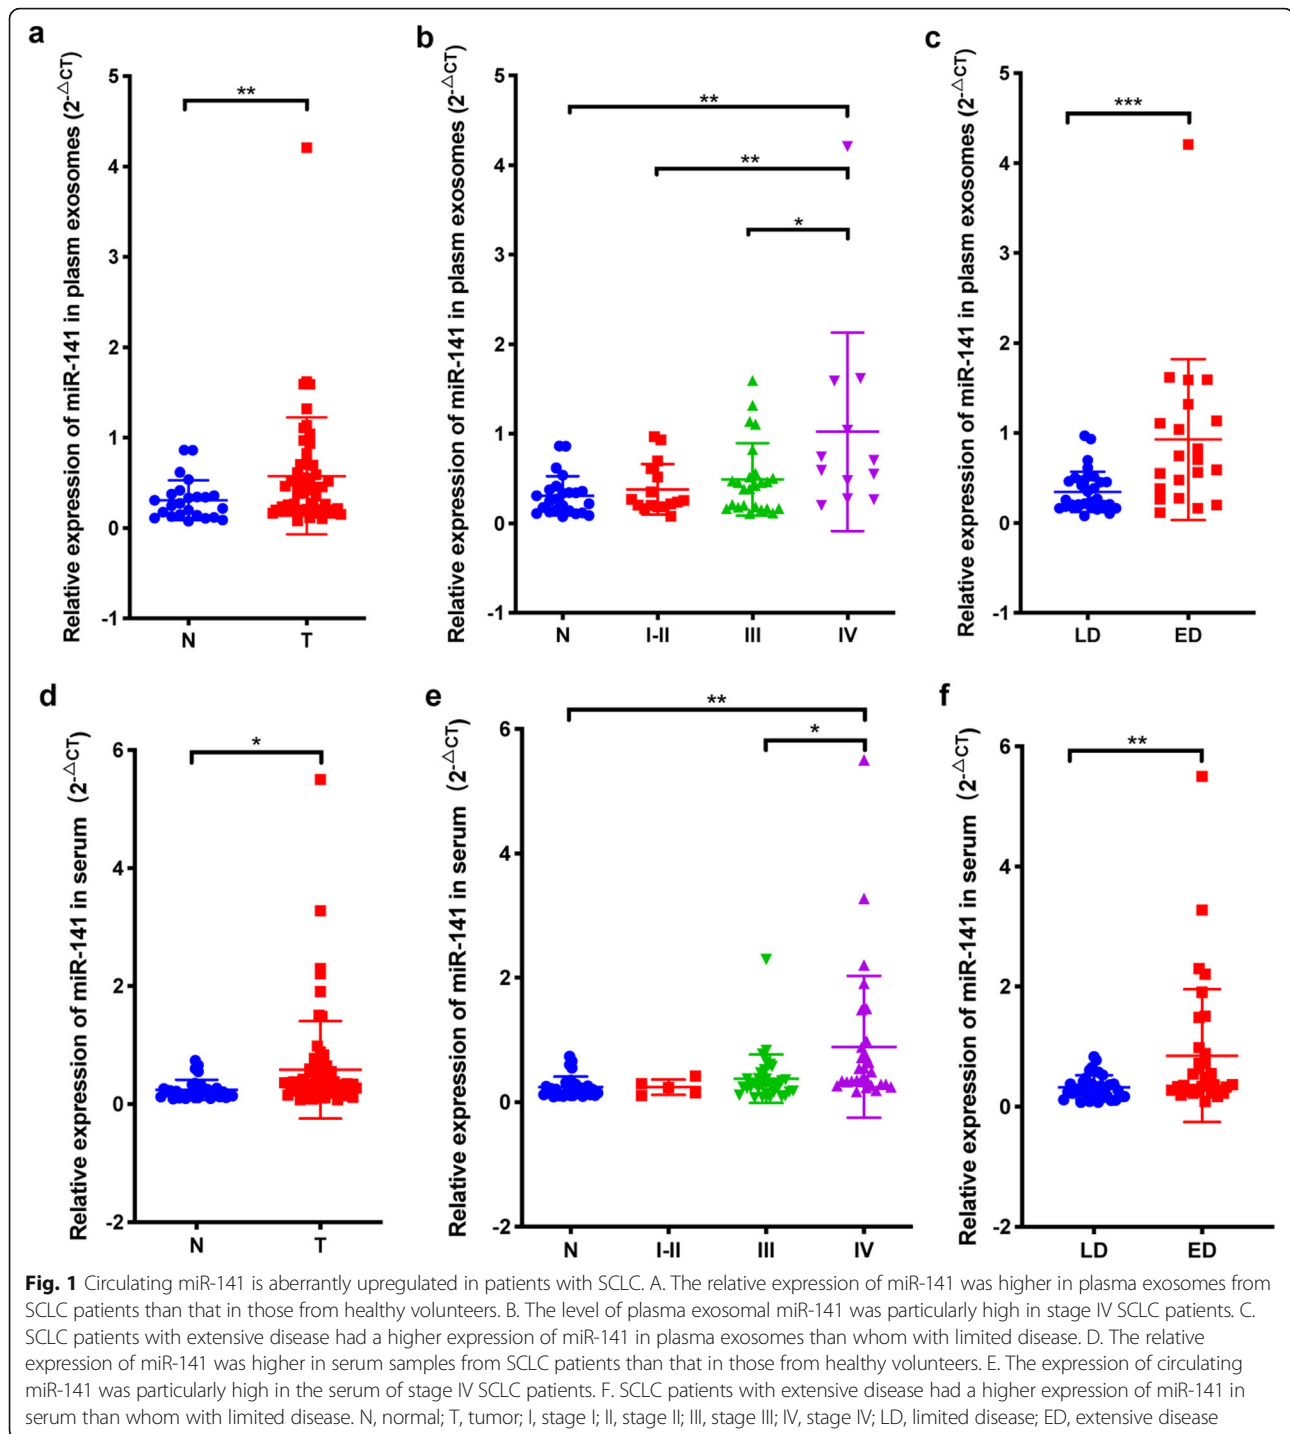 a
Relative expression of miR-141 in plasm exosomes (2-△CT)
5
4
3
2
1
0
-1
**
N
T
b
Relative expression of miR-141 in plasm exosomes (2-△CT)
5
4
3
2
1
0
-1
**
**
*
N
I-II
III
IV
c
Relative expression of miR-141 in plasm exosomes (2-△CT)
5
4
3
2
1
0
-1
***
LD
ED
d
Relative expression of miR-141 in serum (2-△CT)
6
4
2
0
-2
*
N
T
e
Relative expression of miR-141 in serum (2-△CT)
6
4
2
0
-2
**
*
N
I-II
III
IV
f
Relative expression of miR-141 in serum (2-△CT)
6
4
2
0
-2
**
LD
ED
Fig. 1 Circulating miR-141 is aberrantly upregulated in patients with SCLC. A. The relative expression of miR-141 was higher in plasma exosomes from
SCLC patients than that in those from healthy volunteers. B. The level of plasma exosomal miR-141 was particularly high in stage IV SCLC patients. C.
SCLC patients with extensive disease had a higher expression of miR-141 in plasma exosomes than whom with limited disease. D. The relative
expression of miR-141 was higher in serum samples from SCLC patients than that in those from healthy volunteers. E. The expression of circulating
miR-141 was particularly high in the serum of stage IV SCLC patients. F. SCLC patients with extensive disease had a higher expression of miR-141 in
serum than whom with limited disease. N, normal; T, tumor; I, stage I; II, stage II; III, stage III; IV, stage IV; LD, limited disease; ED, extensive disease